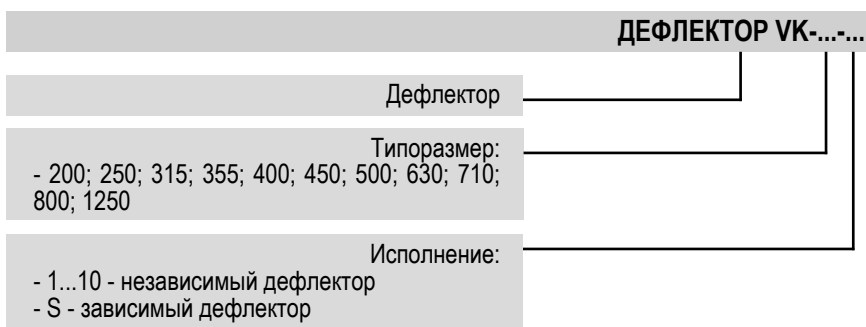 ДЕФЛЕКТОР VK-...-...
Дефлектор
Типоразмер:
- 200; 250; 315; 355; 400; 450; 500; 630; 710;
800; 1250
Исполнение:
- 1...10 - независимый дефлектор
- S - зависимый дефлектор